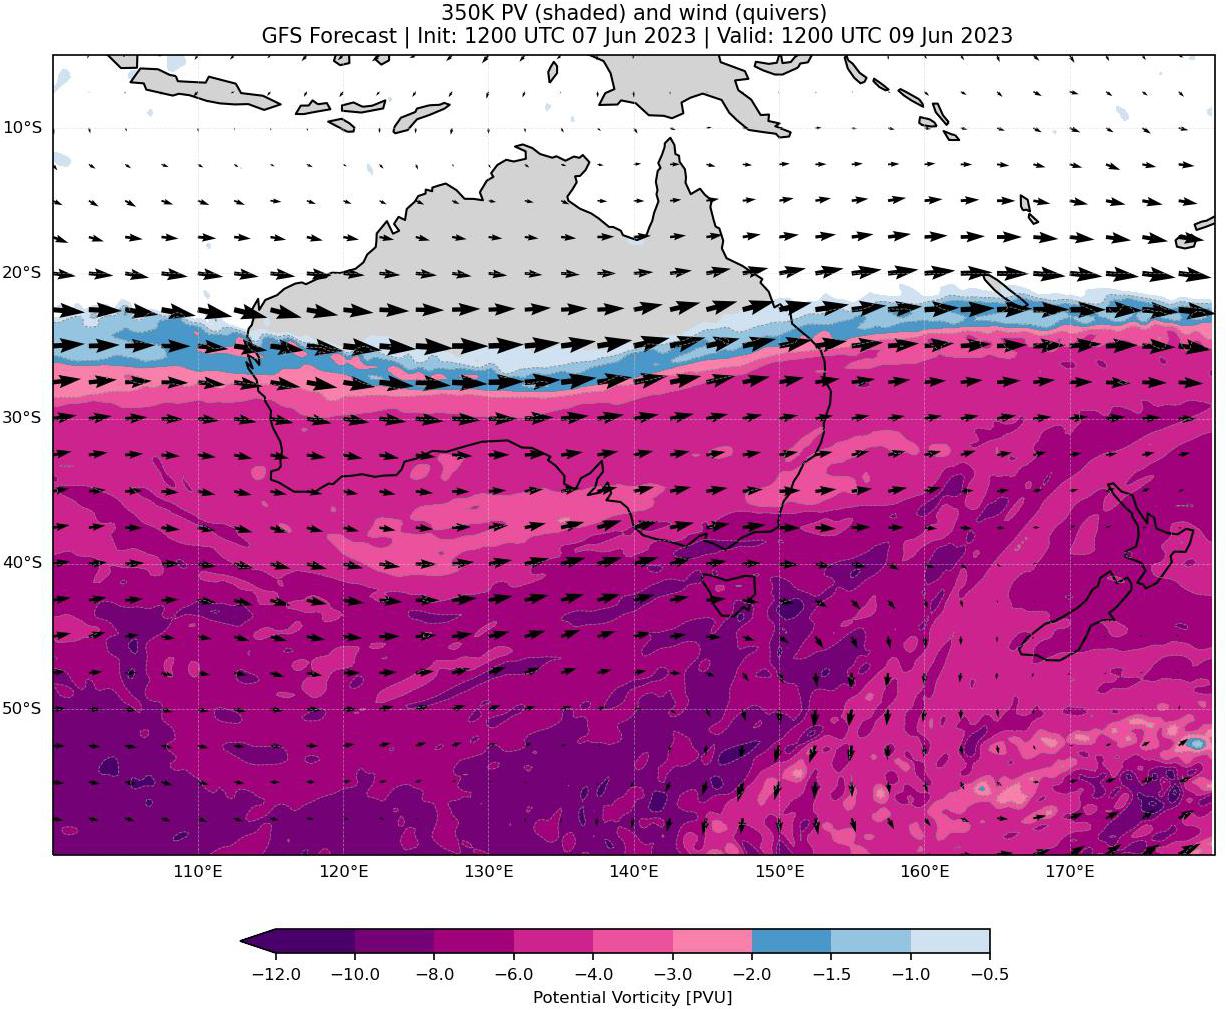 350K PV (shaded) and wind (quivers)
GFS Forecast | Init: 1200 UTC 07 Jun 2023 | Valid: 1200 UTC 09 Jun 2023
10°S
20°S
30°S
40°S
50°S
110°E 120°E 130°E 140°E 150°E 160°E 170°E
−12.0 −10.0 −8.0 −6.0 −4.0 −3.0 −2.0 −1.5 −1.0 −0.5
Potential Vorticity [PVU]